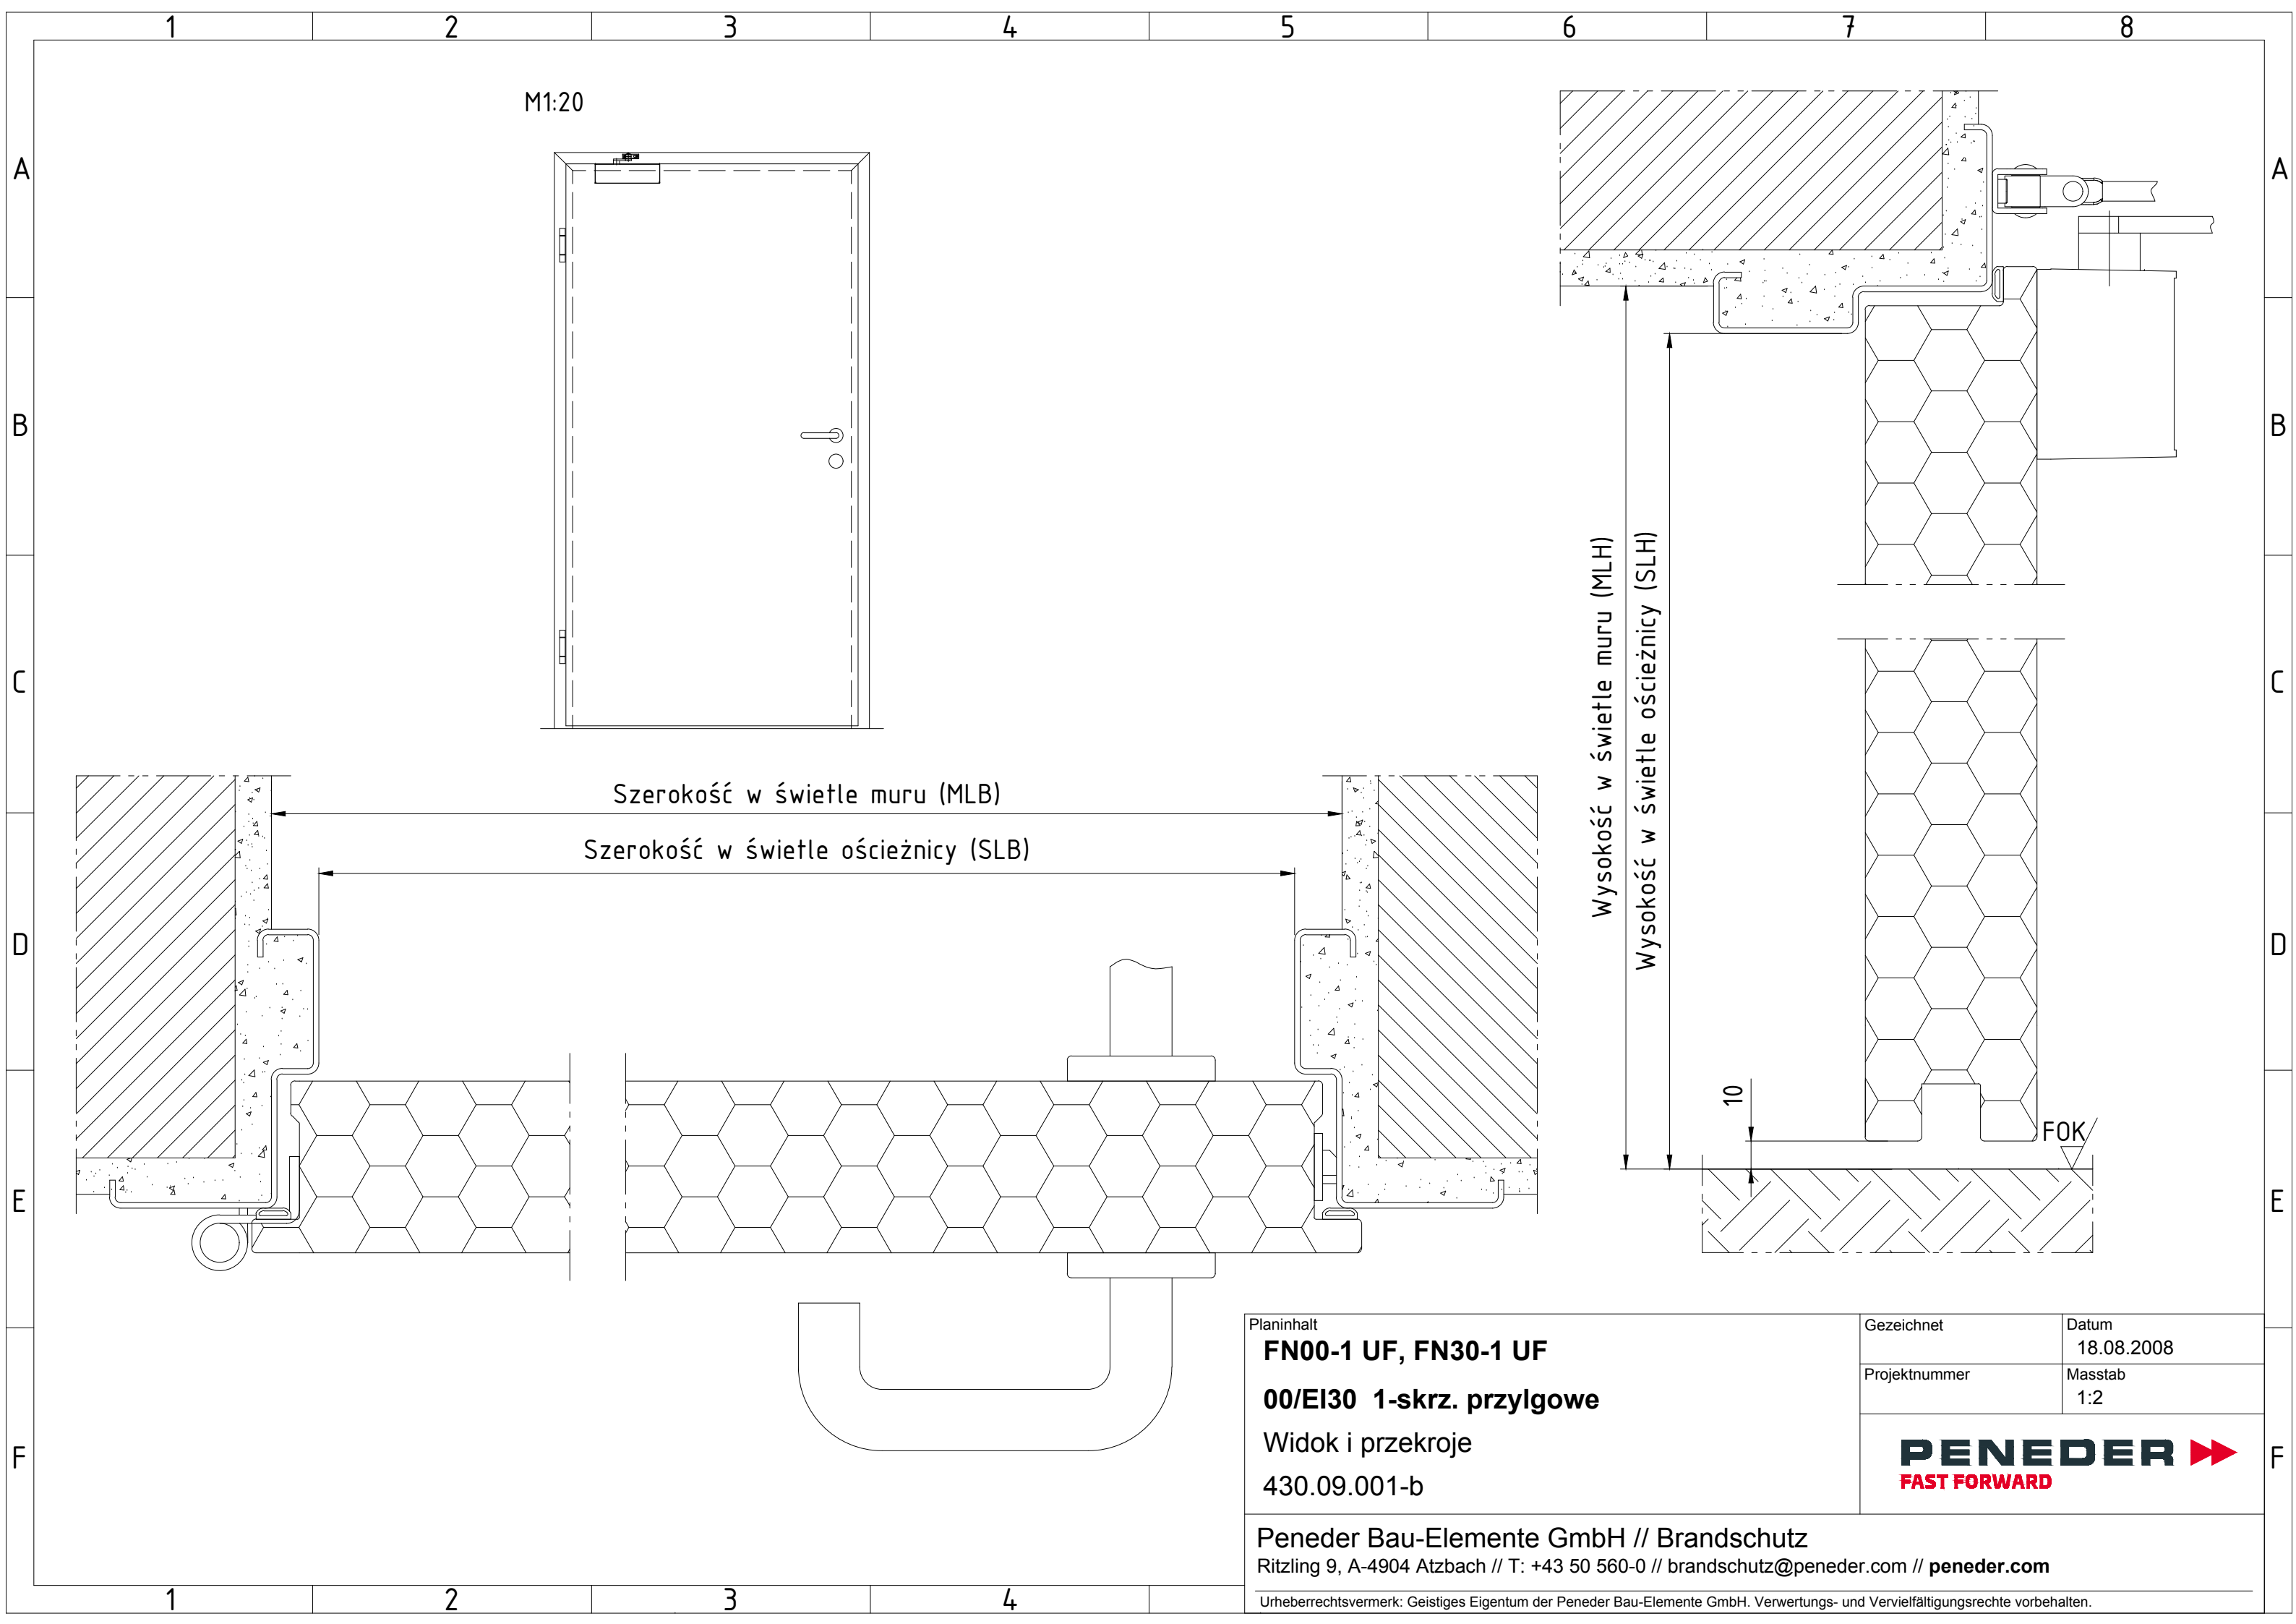 1 2 3 4 5 6 7 8
M1:20
A A
B B
C C
D D
E E
F F
Wysokość w świetle muru (MLH)
Wysokość w świetle ościeżnicy (SLH)
Szerokość w świetle muru (MLB)
Szerokość w świetle ościeżnicy (SLB)
10
FOK
Planinhalt
FN00-1 UF, FN30-1 UF
00/EI30 1-skrz. przylgowe
Widok i przekroje
430.09.001-b
Gezeichnet
Datum
18.08.2008
Projektnummer
Masstab
1:2
PENEDER
FAST FORWARD
Peneder Bau-Elemente GmbH // Brandschutz
Ritzling 9, A-4904 Atzbach // T: +43 50 560-0 // brandschutz@peneder.com // peneder.com
Urheberrechtsvermerk: Geistiges Eigentum der Peneder Bau-Elemente GmbH. Verwertungs- und Vervielfältigungsrechte vorbehalten.
1 2 3 4